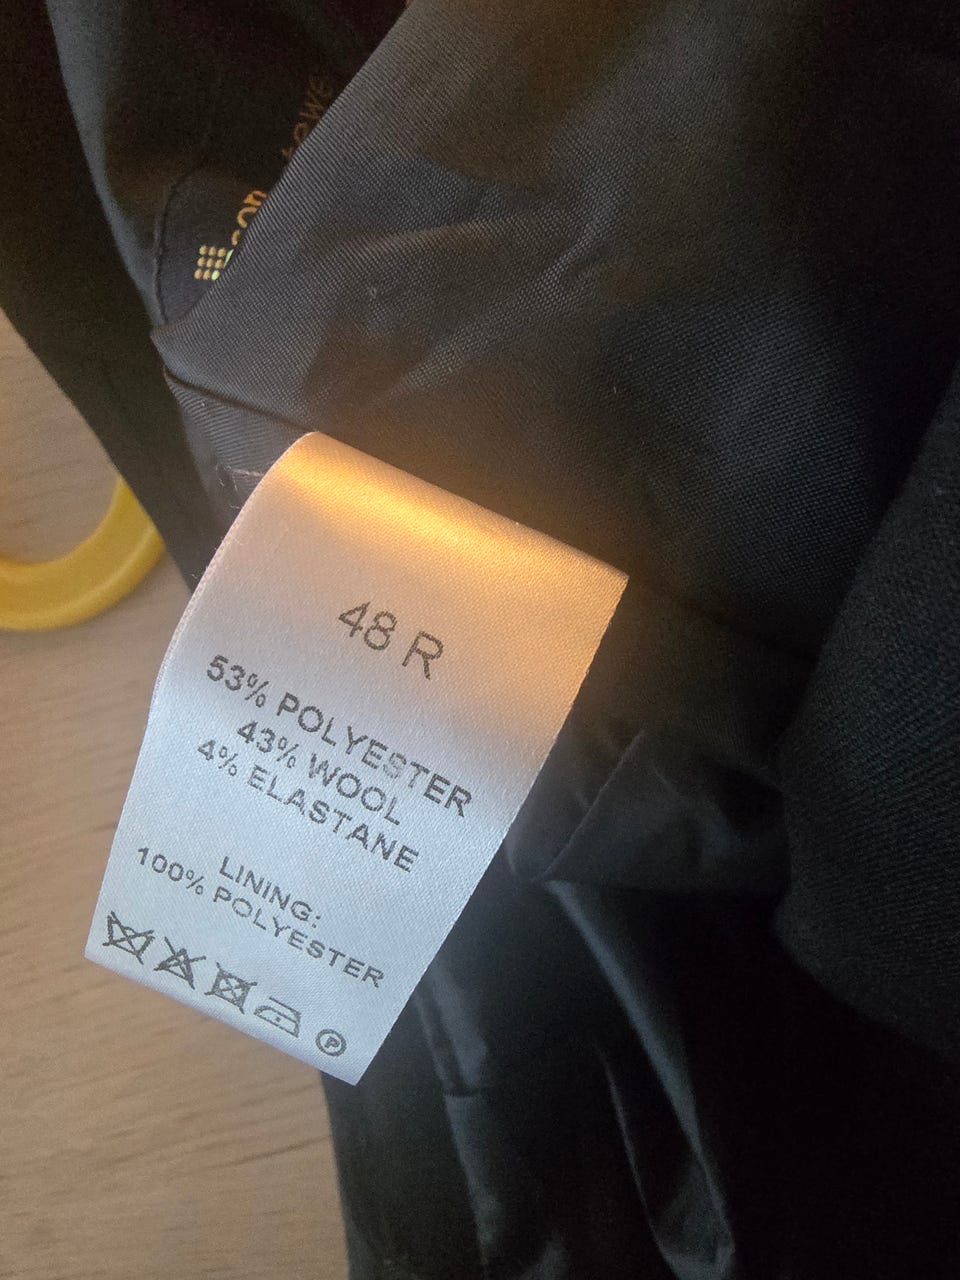 48 R
53% POLYESTER
43% WOOL
4% ELASTANE
LINING:
100% POLYESTER
P